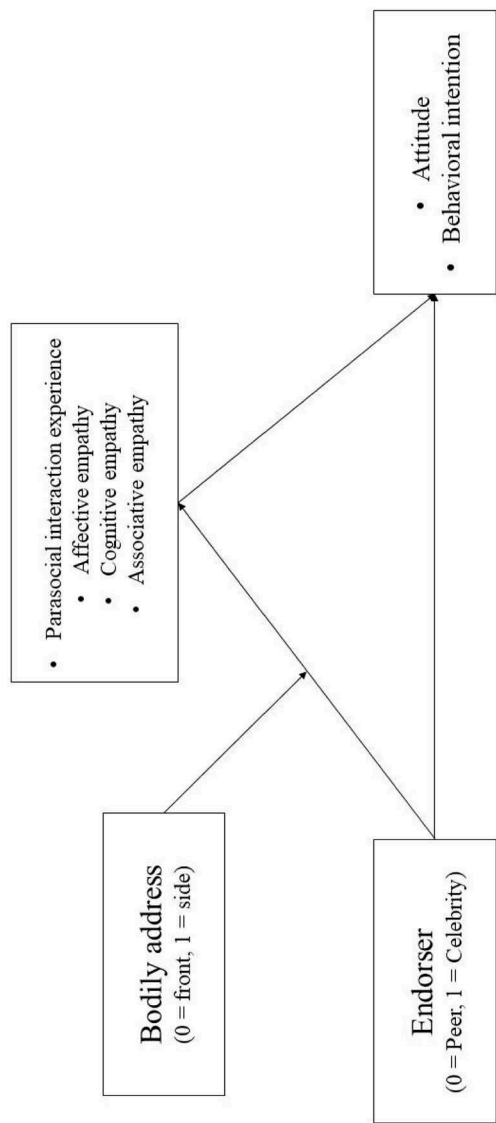 • Parasocial interaction experience
• Affective empathy
• Cognitive empathy
• Associative empathy
Bodily address
(0 = front, 1 = side)
Endorser
(0 = Peer, 1 = Celebrity)
• Attitude
• Behavioral intention